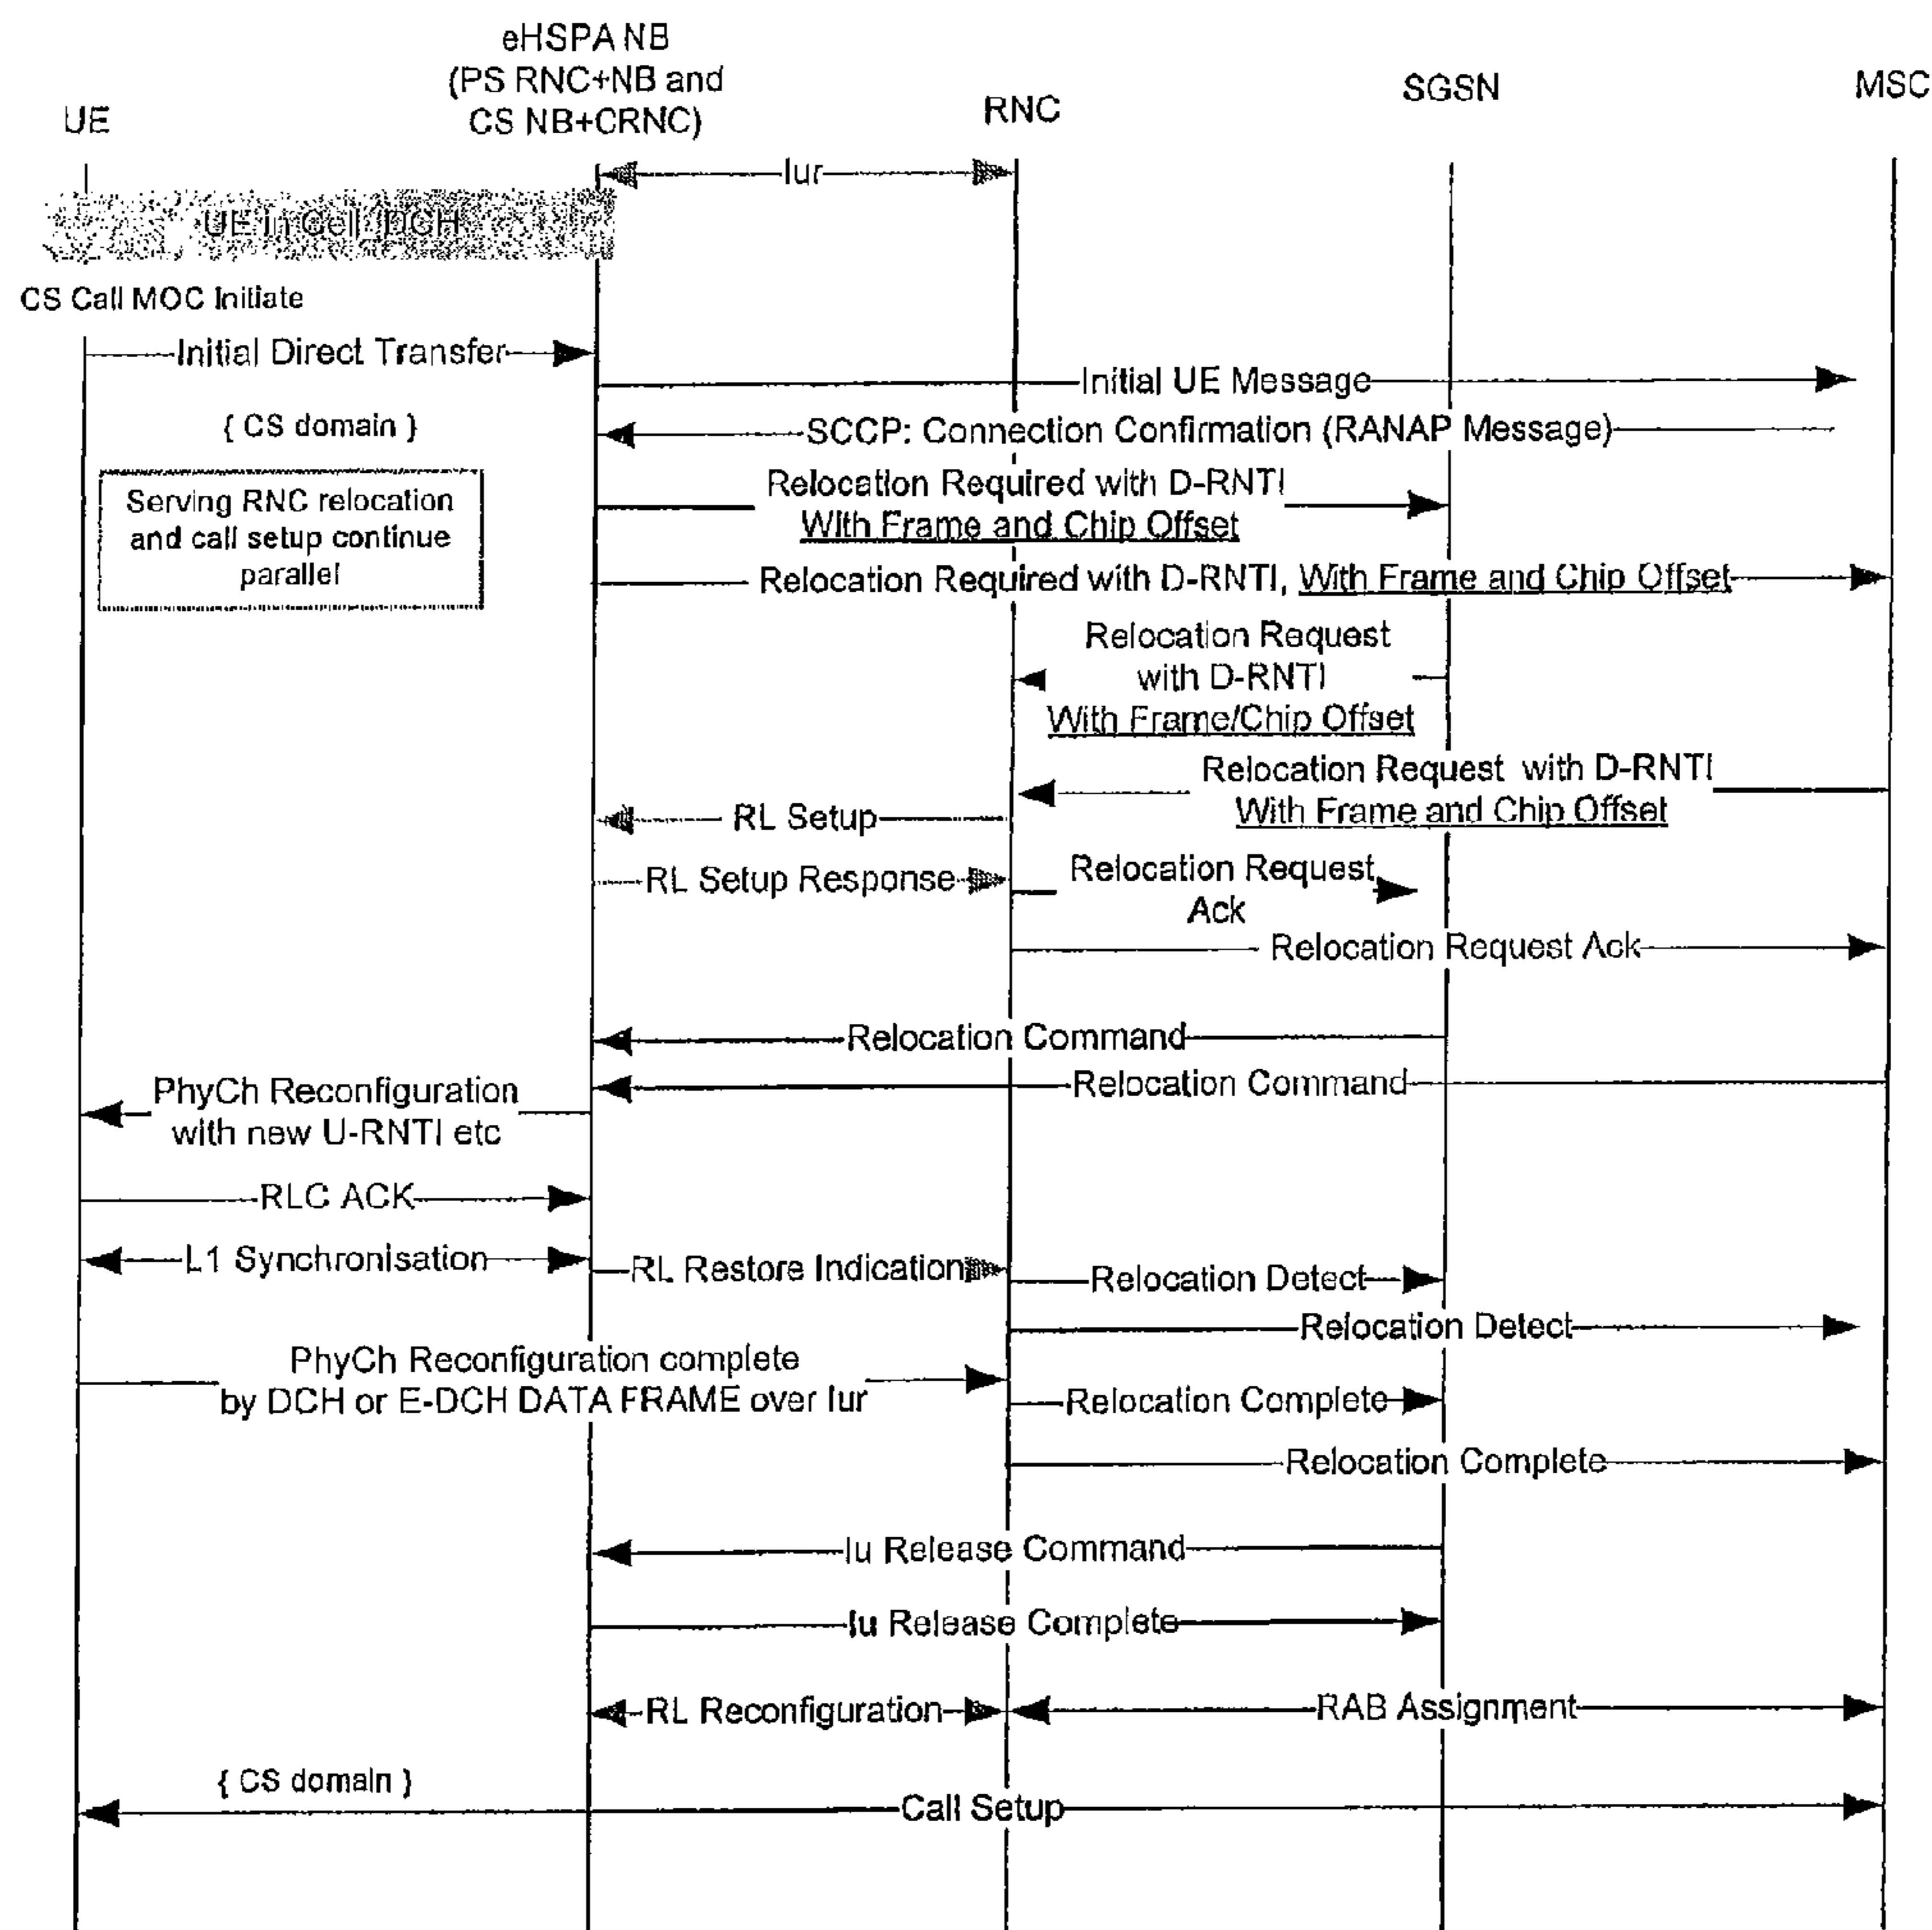 eHSPA NB
(PS RNC+NB and
CS NB+CRNC)
UE
RNC
SGSN
MSC
Iur
UE in Cell_DCH
CS Call MOC Initiate
Initial Direct Transfer
Initial UE Message
{ CS domain }
SCCP: Connection Confirmation (RANAP Message)
Serving RNC relocation
and call setup continue
parallel
Relocation Required with D-RNTI
With Frame and Chip Offset
Relocation Required with D-RNTI, With Frame and Chip Offset
Relocation Request
with D-RNTI
With Frame/Chip Offset
Relocation Request with D-RNTI
With Frame and Chip Offset
RL Setup
RL Setup Response
Relocation Request
Ack
Relocation Request Ack
Relocation Command
Relocation Command
PhyCh Reconfiguration
with new U-RNTI etc
RLC ACK
L1 Synchronisation
RL Restore Indication
Relocation Detect
Relocation Detect
PhyCh Reconfiguration complete
by DCH or E-DCH DATA FRAME over Iur
Relocation Complete
Relocation Complete
Iu Release Command
Iu Release Complete
RL Reconfiguration
RAB Assignment
{ CS domain }
Call Setup